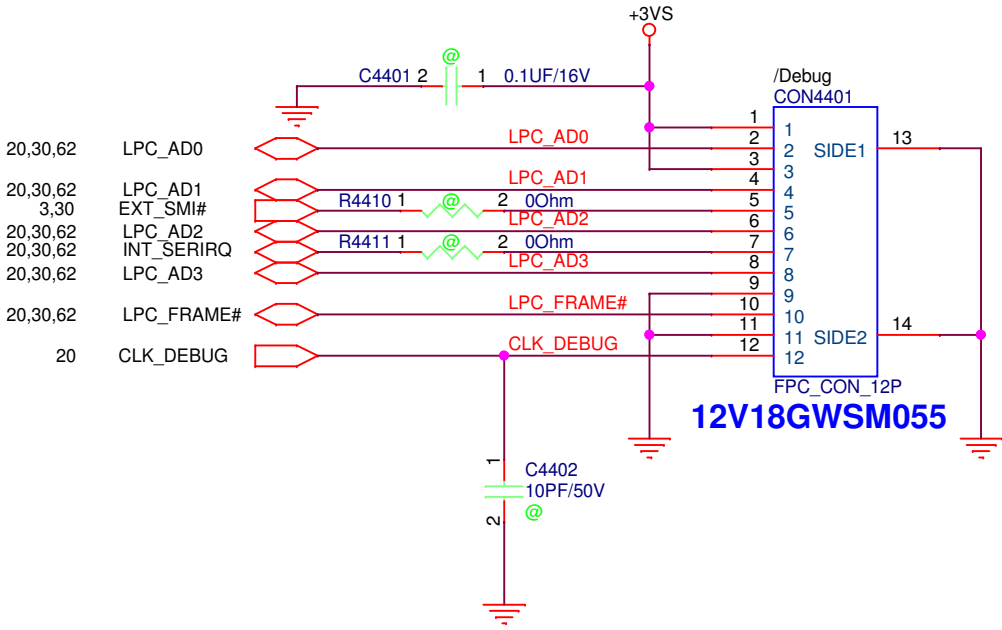 +3VS
@
C4401 2 1 0.1UF/16V
/Debug
CON4401
20,30,62 LPC_AD0 LPC_AD0 2 2 SIDE1 13
1 1
3 3
20,30,62 LPC_AD1 LPC_AD1 4 4
3,30 EXT_SMI# R4410 1 @ 2 0Ohm 5 5
20,30,62 LPC_AD2 LPC_AD2 6 6
20,30,62 INT_SERIRQ R4411 1 @ 2 0Ohm 7 7
20,30,62 LPC_AD3 LPC_AD3 8 8
9 9
20,30,62 LPC_FRAME# LPC_FRAME# 10 10
11 11 SIDE2 14
20 CLK_DEBUG CLK_DEBUG 12 12
FPC_CON_12P
12V18GWSM055
1
C4402
10PF/50V
2
@